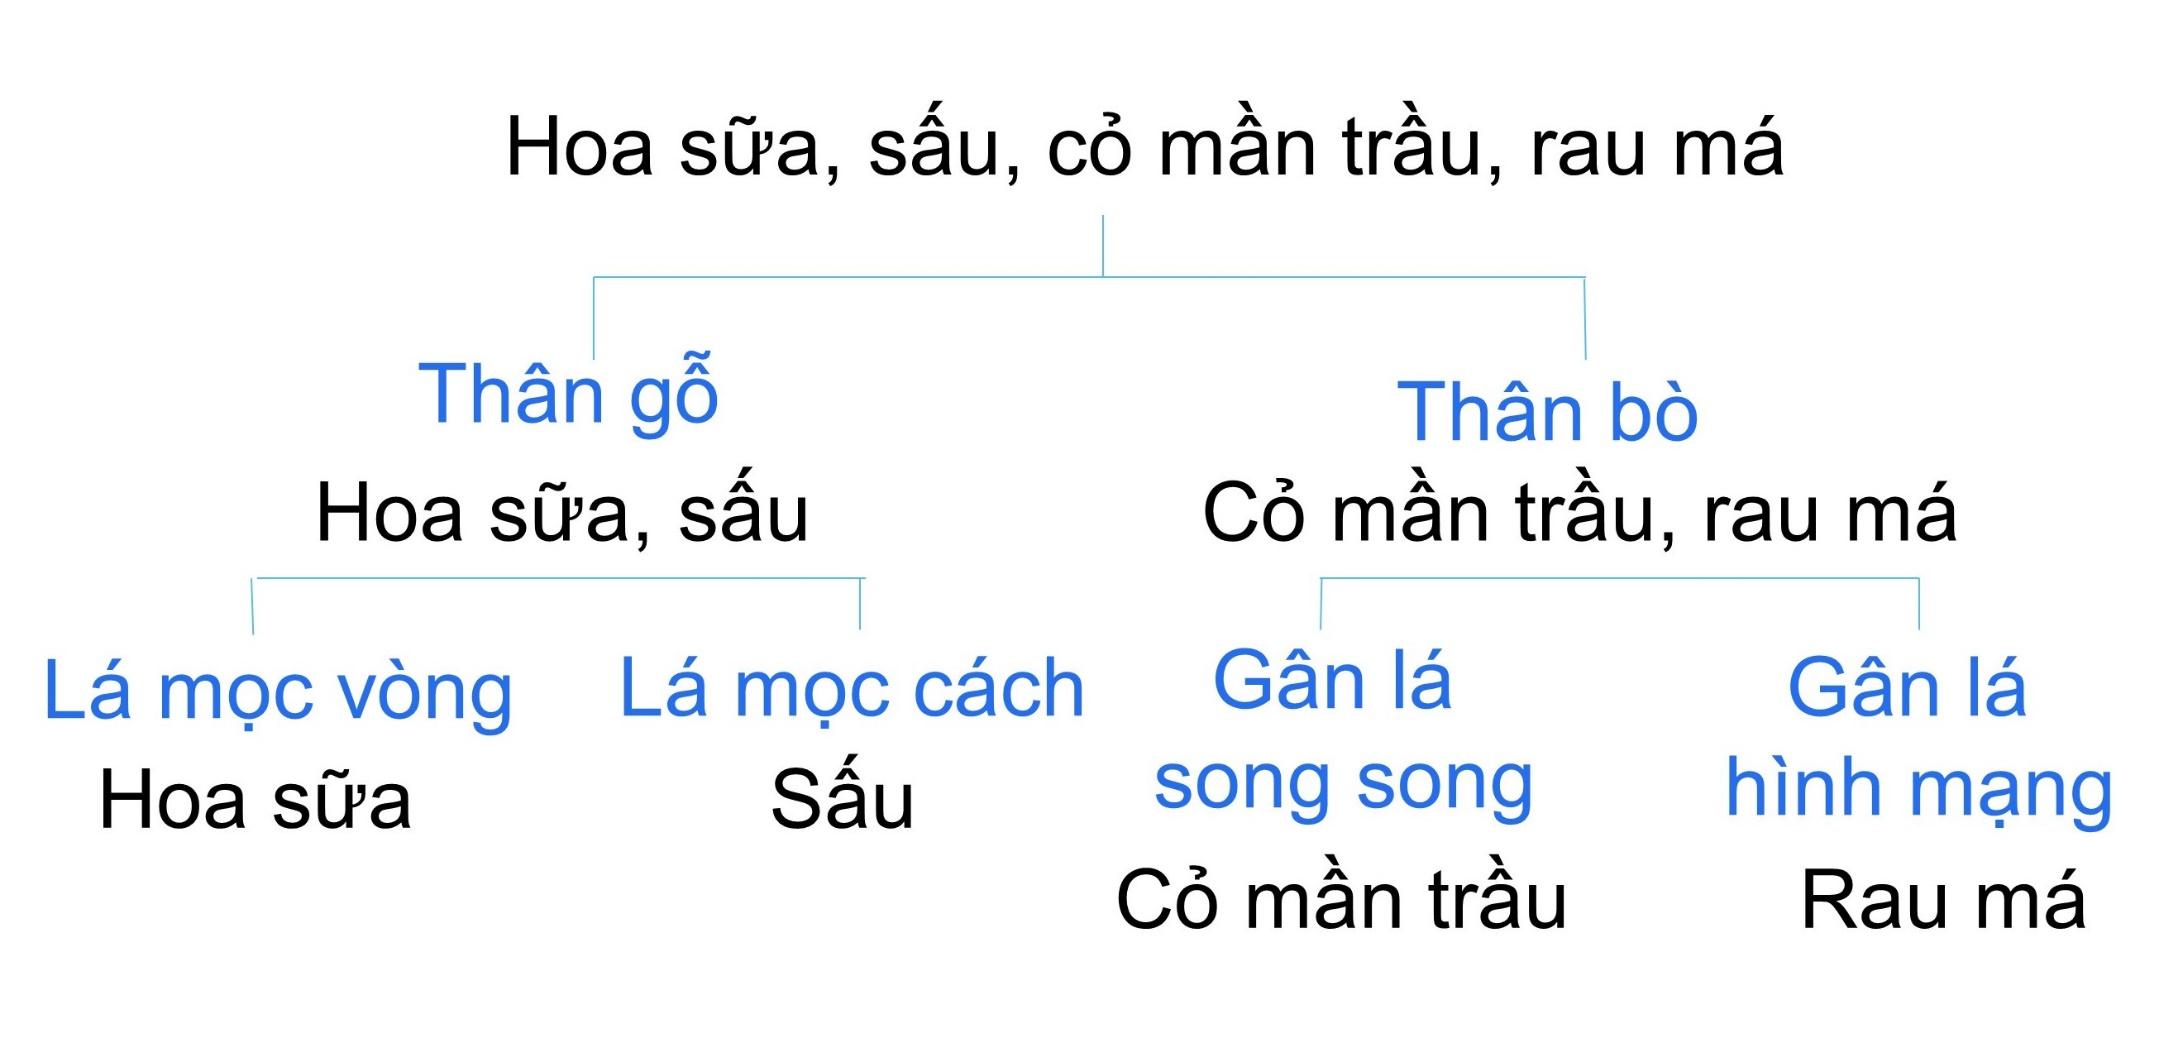 Hoa sữa, sấu, cỏ mần trầu, rau má
Thân gỗ
Thân bò
Hoa sữa, sấu
Cỏ mần trầu, rau má
Lá mọc vòng
Lá mọc cách
Gân lá
song song
Gân lá
hình mạng
Hoa sữa
Sấu
Cỏ mần trầu
Rau má